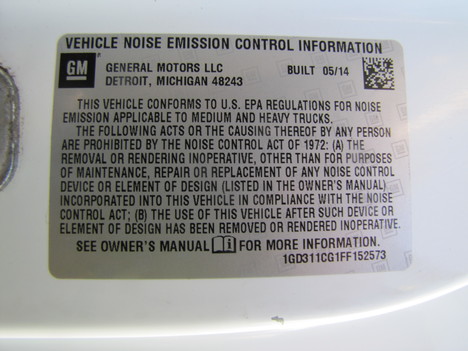 VEHICLE NOISE EMISSION CONTROL INFORMATION
GM GENERAL MOTORS LLC BUILT 05/14
DETROIT, MICHIGAN 48243
THIS VEHICLE CONFORMS TO U.S. EPA REGULATIONS FOR NOISE
EMISSION APPLICABLE TO MEDIUM AND HEAVY TRUCKS.
THE FOLLOWING ACTS OR THE CAUSING THEREOF BY ANY PERSON
ARE PROHIBITED BY THE NOISE CONTROL ACT OF 1972: (A) THE
REMOVAL OR RENDERING INOPERATIVE, OTHER THAN FOR PURPOSES
OF MAINTENANCE, REPAIR OR REPLACEMENT OF ANY NOISE CONTROL
DEVICE OR ELEMENT OF DESIGN (LISTED IN THE OWNER'S MANUAL)
INCORPORATED INTO THIS VEHICLE IN COMPLIANCE WITH THE NOISE
CONTROL ACT; (B) THE USE OF THIS VEHICLE AFTER SUCH DEVICE OR
ELEMENT OF DESIGN HAS BEEN REMOVED OR RENDERED INOPERATIVE.
SEE OWNER'S MANUAL i FOR MORE INFORMATION.
1GD311CG1FF152573